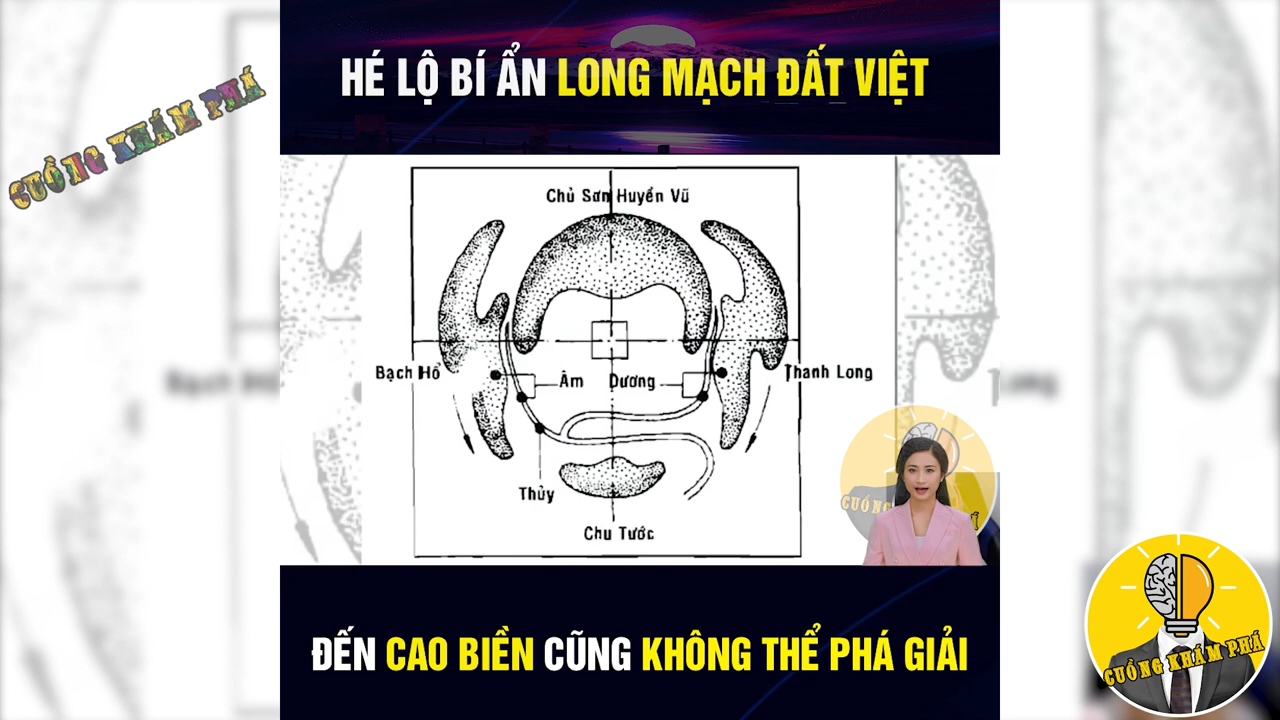 HÉ LỘ BÍ ẨN LONG MẠCH ĐẤT VIỆT
CUỒNG KHÁM PHÁ
Chủ Sơn Huyền Vũ
Bạch Hổ
Âm Dương
Thanh Long
Thủy
Chu Tước
CUỒNG
ĐẾN CAO BIỀN CŨNG KHÔNG THỂ PHÁ GIẢI
CUỒNG KHÁM PHÁ